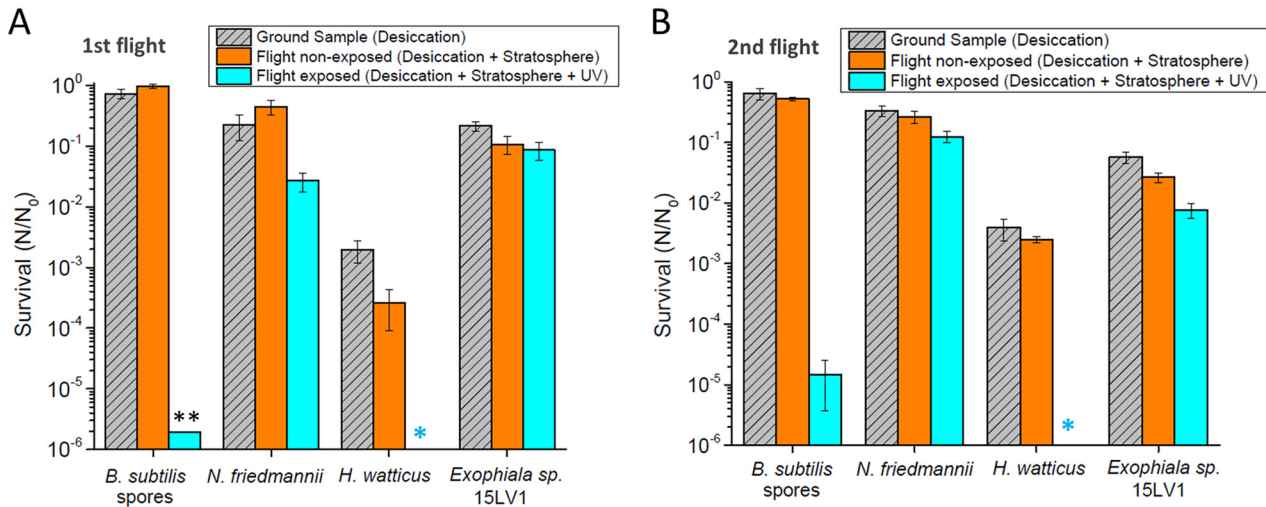 A
1st flight
Ground Sample (Desiccation)
Flight non-exposed (Desiccation + Stratosphere)
Flight exposed (Desiccation + Stratosphere + UV)
Survival (N/N0)
10^0
10^-1
10^-2
10^-3
10^-4
10^-5
10^-6
**
*
B. subtilis
spores
N. friedmannii
H. watticus
Exophiala sp.
15LV1
B
2nd flight
Ground Sample (Desiccation)
Flight non-exposed (Desiccation + Stratosphere)
Flight exposed (Desiccation + Stratosphere + UV)
Survival (N/N0)
10^0
10^-1
10^-2
10^-3
10^-4
10^-5
10^-6
*
B. subtilis
spores
N. friedmannii
H. watticus
Exophiala sp.
15LV1